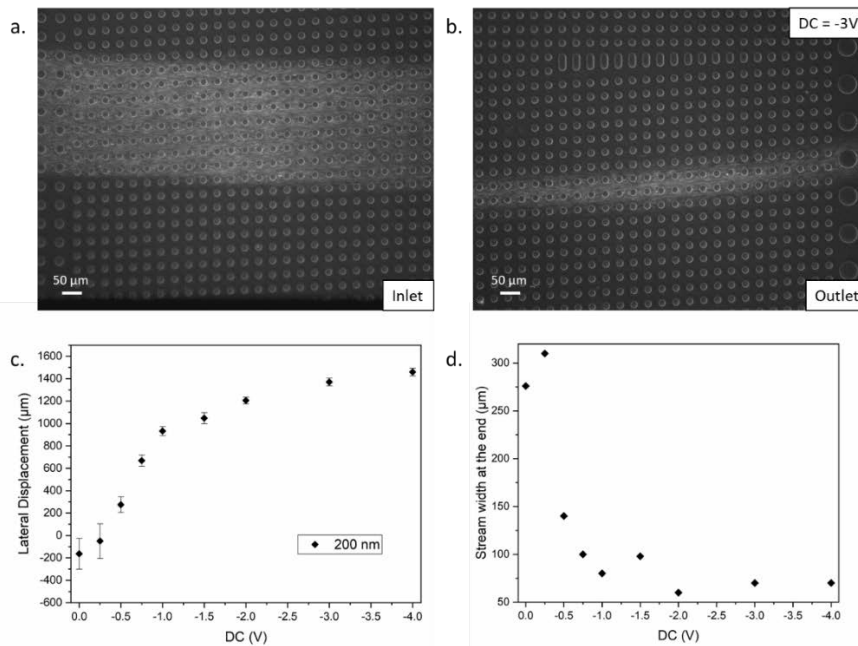 a.
50 µm
Inlet
b.
DC = -3V
50 µm
Outlet
c.
Lateral Displacement (µm)
1600
1400
1200
1000
800
600
400
200
0
-200
-400
-600
200 nm
0.0 -0.5 -1.0 -1.5 -2.0 -2.5 -3.0 -3.5 -4.0
DC (V)
d.
Stream width at the end (µm)
300
250
200
150
100
50
0.0 -0.5 -1.0 -1.5 -2.0 -2.5 -3.0 -3.5 -4.0
DC (V)